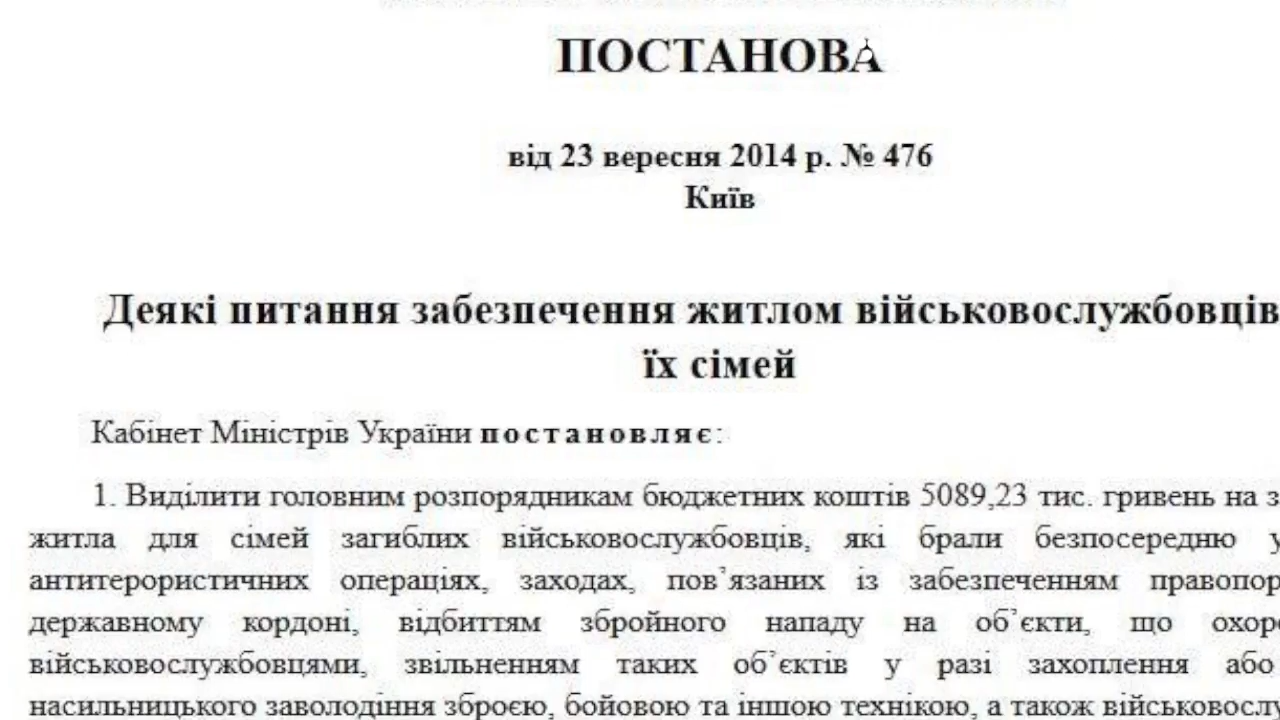 ПОСТАНОВА
від 23 вересня 2014 р. № 476
Київ
Деякі питання забезпечення житлом військовослужбовців
їх сімей
Кабінет Міністрів України постановляє:
1. Виділити головним розпорядникам бюджетних коштів 5089,23 тис. гривень на
житла для сімей загиблих військовослужбовців, які брали безпосередню
антитерористичних операціях, заходах, пов’язаних із забезпеченням
державному кордоні, відбиттям збройного нападу на об’єкти, що
військовослужбовцями, звільненням таких об’єктів у разі захоплення або
насильницького заволодіння зброєю, бойовою та іншою технікою, а також